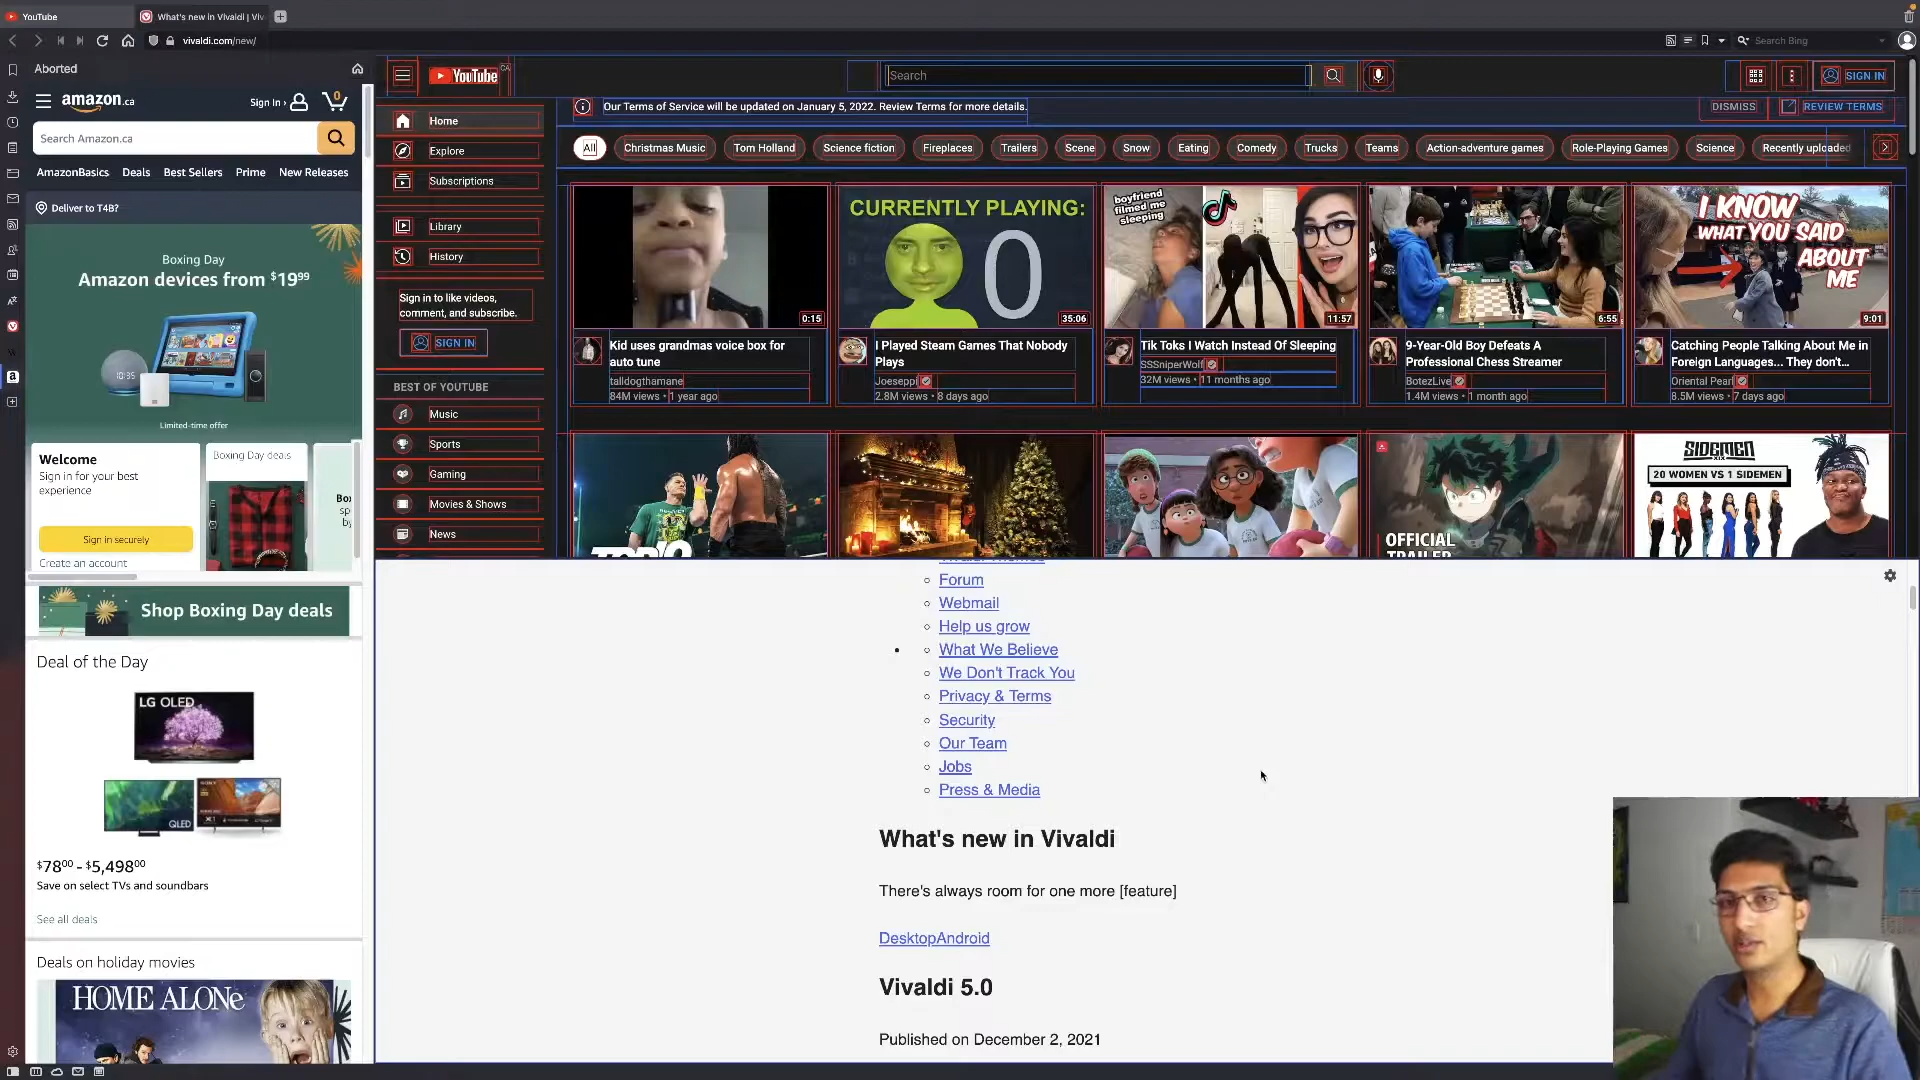 YouTube
What's new in Vivaldi | Viv
vivaldi.com/new/
Search Bing
Aborted
amazon.ca
Sign In ›
0
Search Amazon.ca
AmazonBasics
Deals
Best Sellers
Prime
New Releases
Deliver to T4B?
Boxing Day
Amazon devices from $19⁹⁹
10:35
Limited-time offer
Welcome
Sign in for your best
experience
Sign in securely
Create an account
Boxing Day deals
Shop Boxing Day deals
Deal of the Day
LG OLED
QLED
$78⁰⁰ - $5,498⁰⁰
Save on select TVs and soundbars
See all deals
Deals on holiday movies
HOME ALONe
YouTube CA
Search
SIGN IN
Home
Explore
Subscriptions
Library
History
Sign in to like videos,
comment, and subscribe.
SIGN IN
BEST OF YOUTUBE
Music
Sports
Gaming
Movies & Shows
News
Our Terms of Service will be updated on January 5, 2022. Review Terms for more details.
DISMISS
REVIEW TERMS
All
Christmas Music
Tom Holland
Science fiction
Fireplaces
Trailers
Scene
Snow
Eating
Comedy
Trucks
Teams
Action-adventure games
Role-Playing Games
Science
Recently uploaded
0:15
Kid uses grandmas voice box for
auto tune
talldogthamane
84M views • 1 year ago
CURRENTLY PLAYING:
0
35:06
I Played Steam Games That Nobody
Plays
Joeseppi
2.8M views • 8 days ago
boyfriend
filmed me
sleeping
11:57
Tik Toks I Watch Instead Of Sleeping
SSSniperWolf
32M views • 11 months ago
6:55
9-Year-Old Boy Defeats A
Professional Chess Streamer
BotezLive
1.4M views • 1 month ago
I KNOW
WHAT YOU SAID
ABOUT
ME
9:01
Catching People Talking About Me in
Foreign Languages... They don't...
Oriental Pearl
8.5M views • 7 days ago
TOP10
OFFICIAL
TRAILER
SIDEMEN
20 WOMEN VS 1 SIDEMEN
Vivaldi Themes
Forum
Webmail
Help us grow
What We Believe
We Don't Track You
Privacy & Terms
Security
Our Team
Jobs
Press & Media
What's new in Vivaldi
There's always room for one more [feature]
DesktopAndroid
Vivaldi 5.0
Published on December 2, 2021